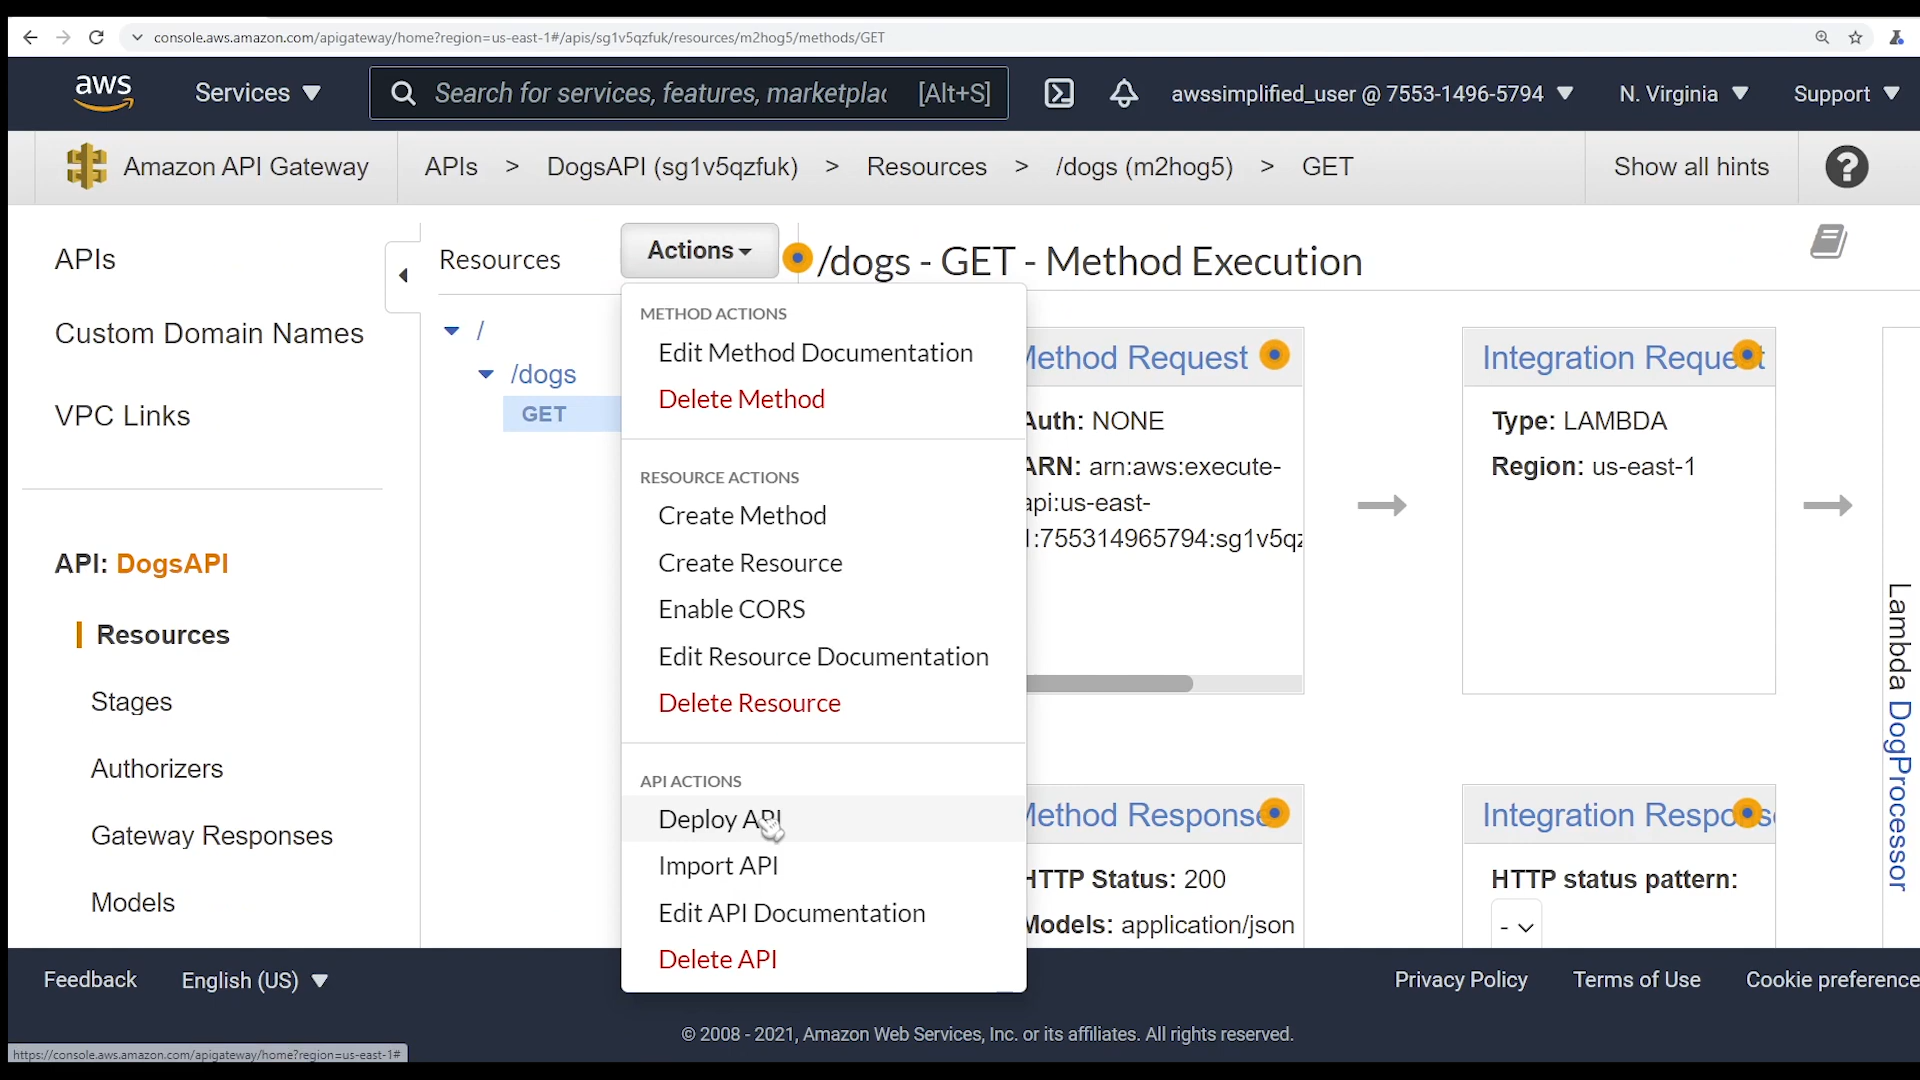 console.aws.amazon.com/apigateway/home?region=us-east-1#/apis/sg1v5qzfuk/resources/m2hog5/methods/GET
aws
Services
Search for services, features, marketplac [Alt+S]
awssimplified_user @ 7553-1496-5794
N. Virginia
Support
Amazon API Gateway
APIs > DogsAPI (sg1v5qzfuk) > Resources > /dogs (m2hog5) > GET
Show all hints
?
APIs
Custom Domain Names
VPC Links
API: DogsAPI
Resources
Stages
Authorizers
Gateway Responses
Models
Resources
Actions
/
/dogs
GET
METHOD ACTIONS
Edit Method Documentation
Delete Method
RESOURCE ACTIONS
Create Method
Create Resource
Enable CORS
Edit Resource Documentation
Delete Resource
API ACTIONS
Deploy API
Import API
Edit API Documentation
Delete API
/dogs - GET - Method Execution
Method Request
Auth: NONE
ARN: arn:aws:execute-
api:us-east-
1:755314965794:sg1v5qz
Integration Request
Type: LAMBDA
Region: us-east-1
Lambda DogProcessor
Method Response
HTTP Status: 200
Models: application/json
Integration Response
HTTP status pattern:
-
Feedback
English (US)
Privacy Policy
Terms of Use
Cookie preference
© 2008 - 2021, Amazon Web Services, Inc. or its affiliates. All rights reserved.
https://console.aws.amazon.com/apigateway/home?region=us-east-1#